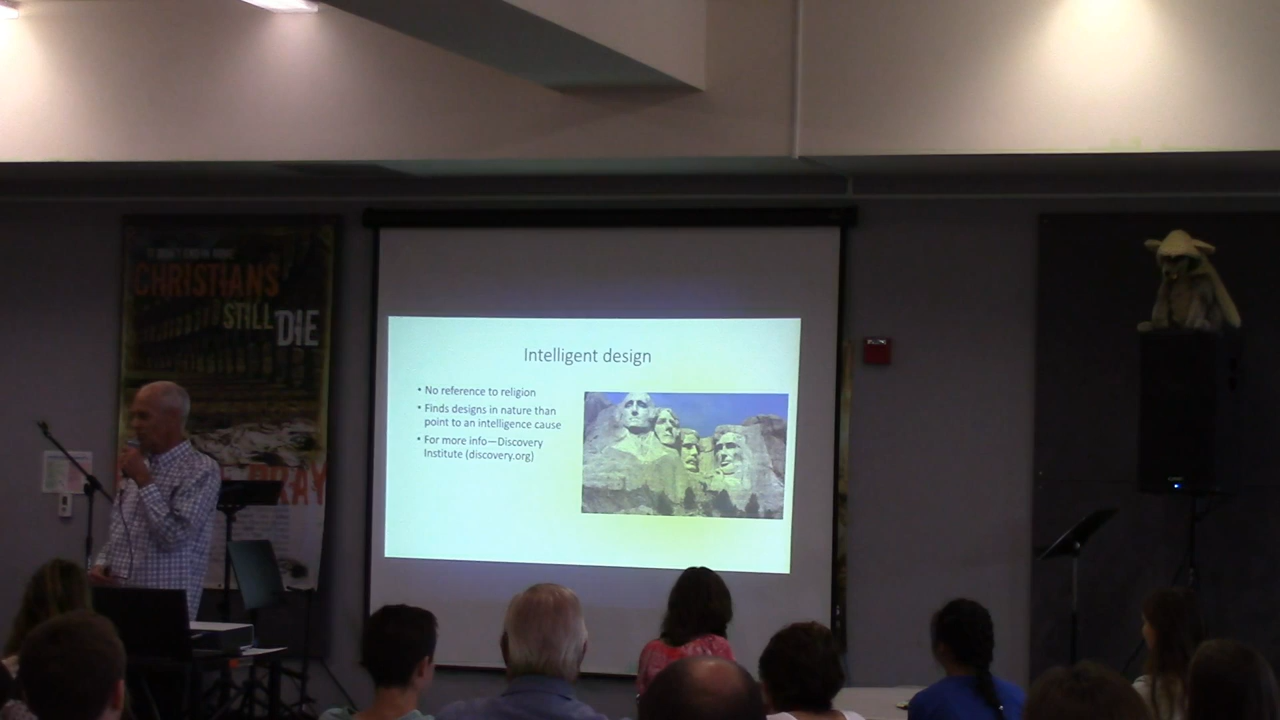 CHRISTIANS
STILL
DIE
PRAY
Intelligent design
• No reference to religion
• Finds designs in nature than
point to an intelligence cause
• For more info—Discovery
Institute (discovery.org)